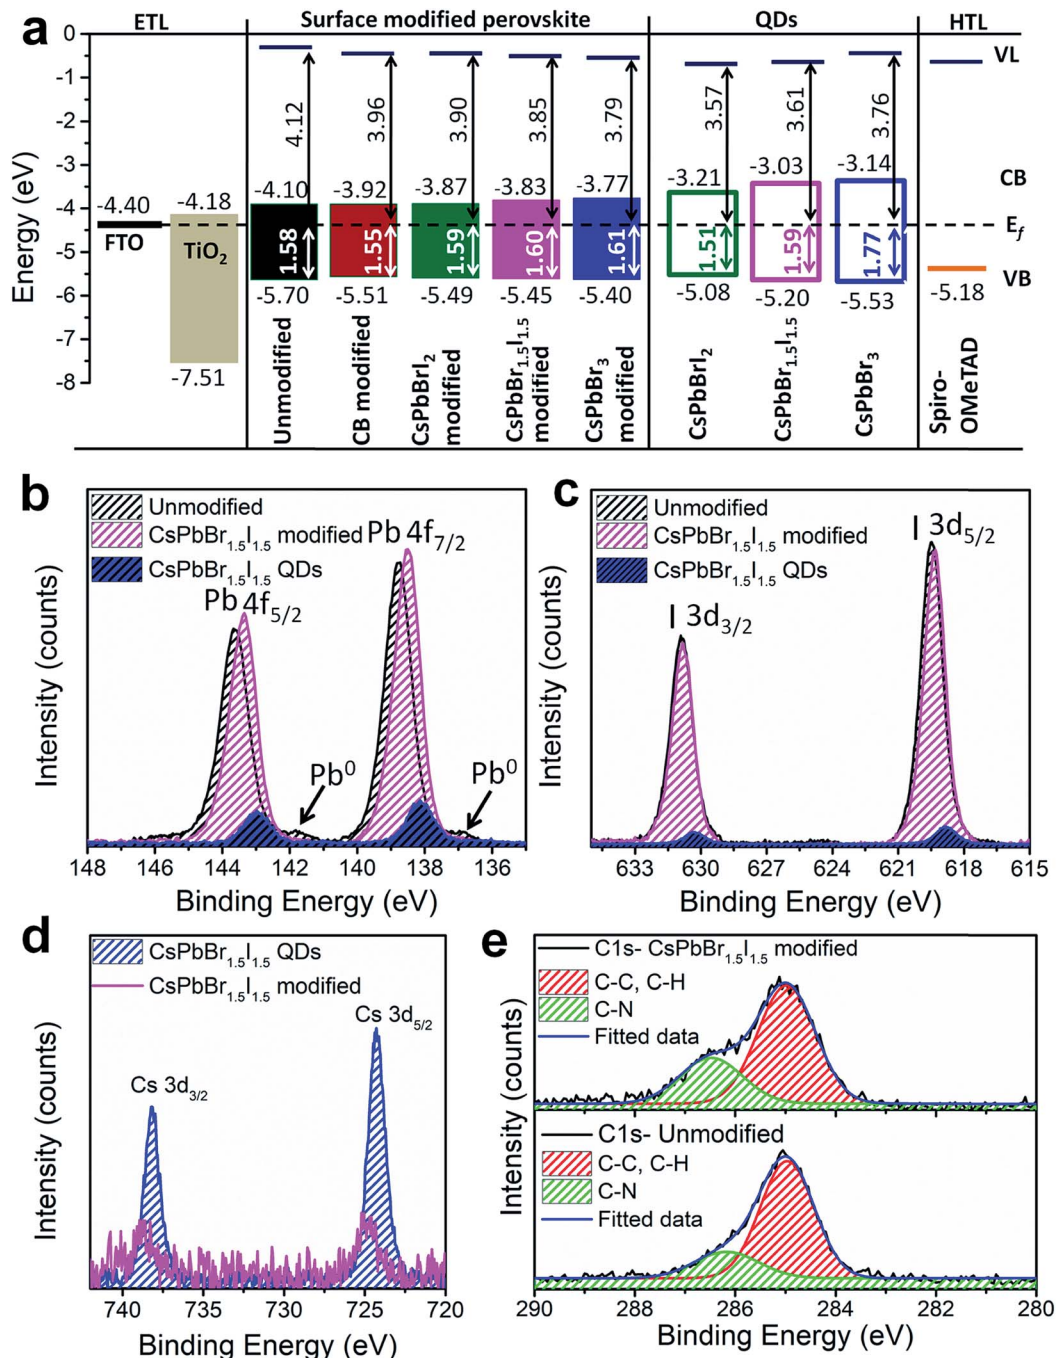 a
ETL
Surface modified perovskite
QDs
HTL
Energy (eV)
0
-1
-2
-3
-4
-5
-6
-7
-8
VL
CB
E_f
VB
-4.40
FTO
-4.18
TiO₂
-7.51
4.12
-4.10
1.58
-5.70
Unmodified
3.96
-3.92
1.55
-5.51
CB modified
3.90
-3.87
1.59
-5.49
CsPbBrI₂
modified
3.85
-3.83
1.60
-5.45
CsPbBr₁.₅I₁.₅
modified
3.79
-3.77
1.61
-5.40
CsPbBr₃
modified
3.57
-3.21
1.51
-5.08
CsPbBrI₂
3.61
-3.03
1.59
-5.20
CsPbBr₁.₅I₁.₅
3.76
-3.14
1.77
-5.53
CsPbBr₃
-5.18
Spiro-
OMeTAD
b
Unmodified
CsPbBr₁.₅I₁.₅ modified
CsPbBr₁.₅I₁.₅ QDs
Pb 4f₇/₂
Pb 4f₅/₂
Pb⁰
Pb⁰
Intensity (counts)
148 146 144 142 140 138 136
Binding Energy (eV)
c
Unmodified
CsPbBr₁.₅I₁.₅ modified
CsPbBr₁.₅I₁.₅ QDs
I 3d₅/₂
I 3d₃/₂
Intensity (counts)
633 630 627 624 621 618 615
Binding Energy (eV)
d
CsPbBr₁.₅I₁.₅ QDs
CsPbBr₁.₅I₁.₅ modified
Cs 3d₅/₂
Cs 3d₃/₂
Intensity (counts)
740 735 730 725 720
Binding Energy (eV)
e
C1s- CsPbBr₁.₅I₁.₅ modified
C-C, C-H
C-N
Fitted data
C1s- Unmodified
C-C, C-H
C-N
Fitted data
Intensity (counts)
290 288 286 284 282 280
Binding Energy (eV)